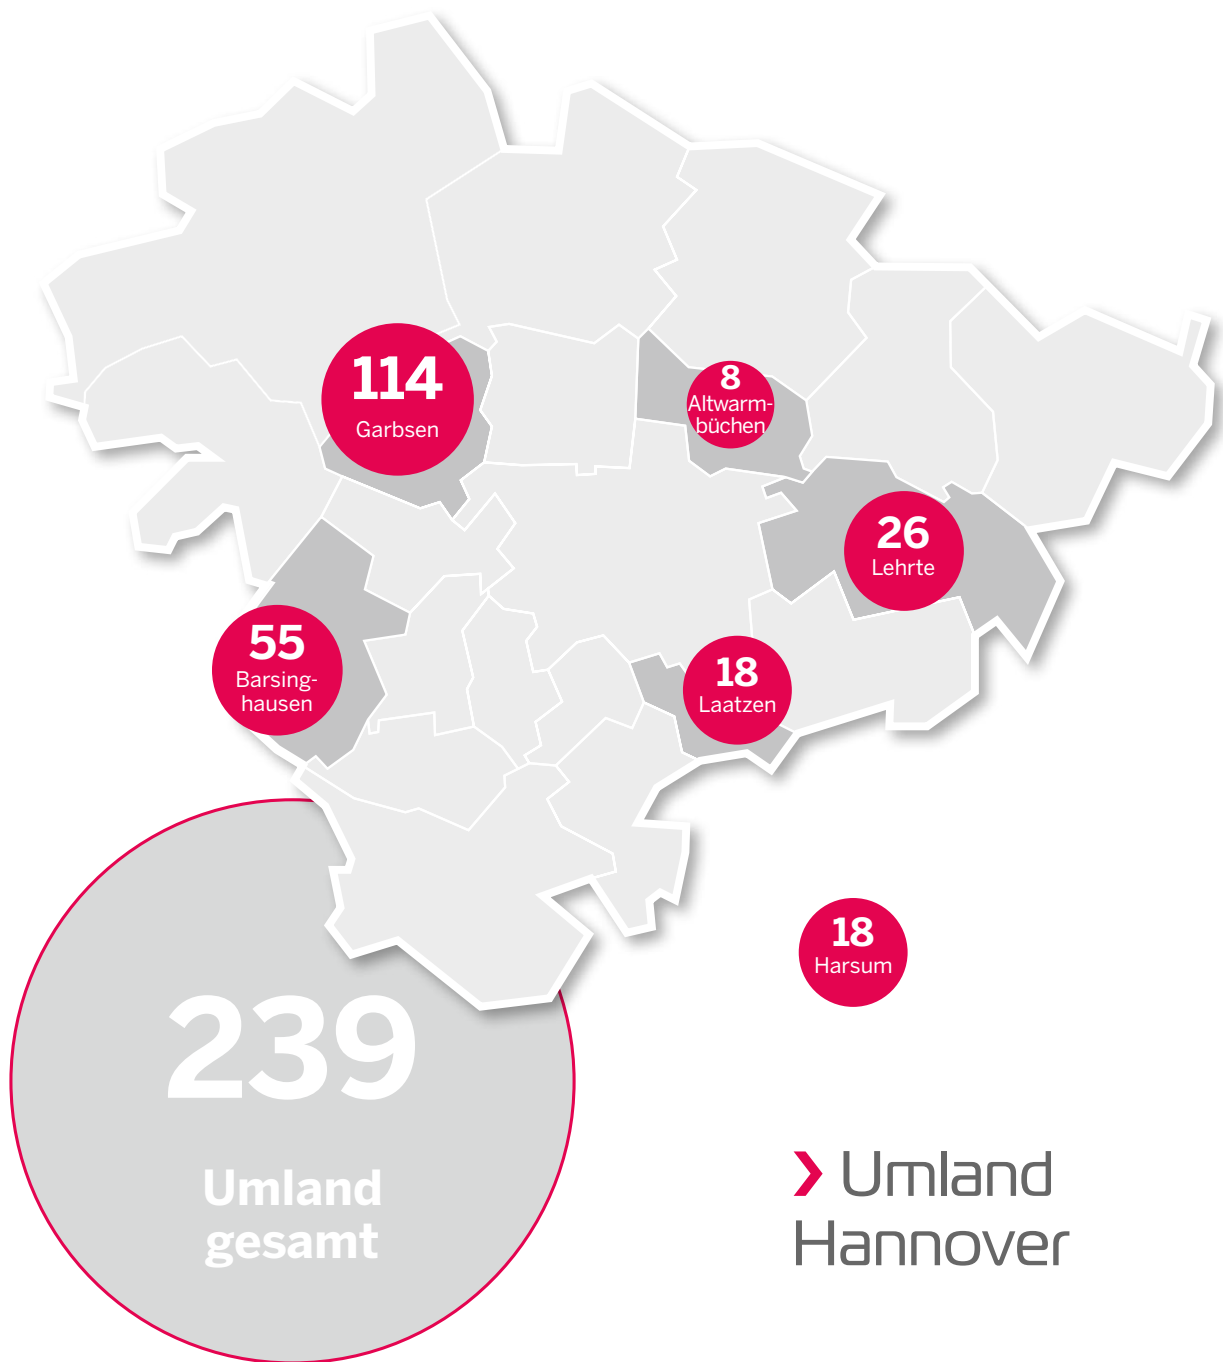 114
Garbsen
8
Altwarm-
büchen
26
Lehrte
55
Barsing-
hausen
18
Laatzen
18
Harsum
239
Umland
gesamt
Umland
Hannover